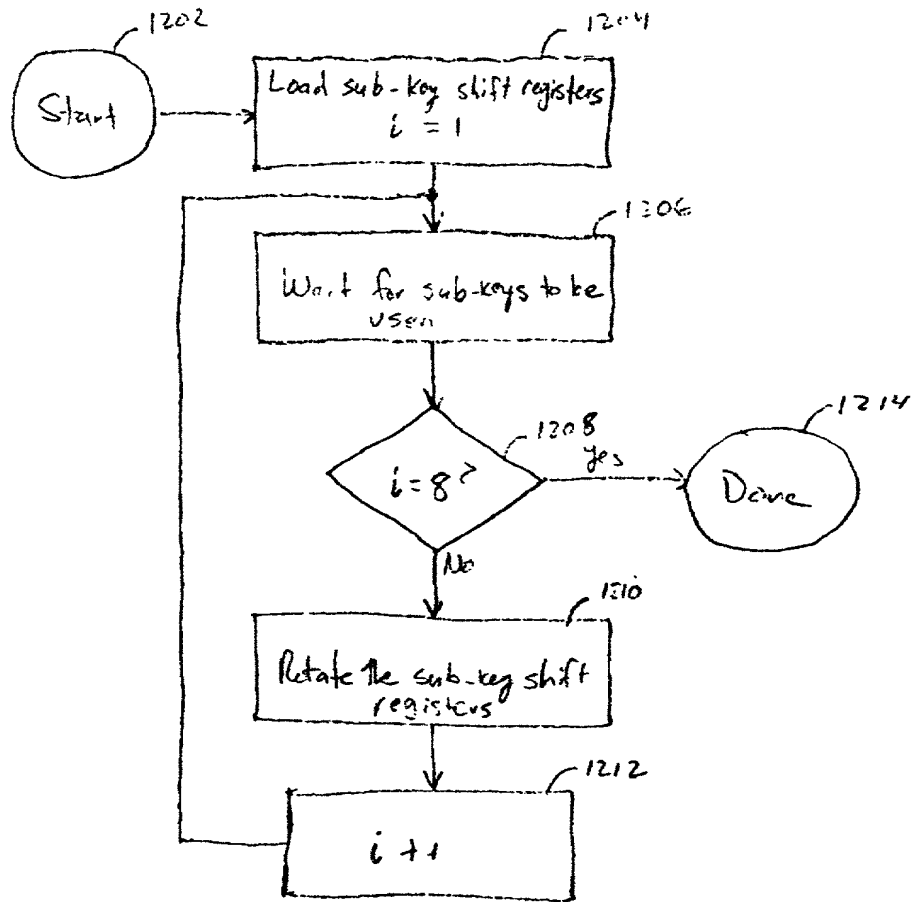 1202
Start
1204
Load sub-key shift registers
i = 1
1206
Wait for sub-keys to be
used
1208
i=8?
yes
1214
Done
No
1210
Rotate the sub-key shift
registers
1212
i ++